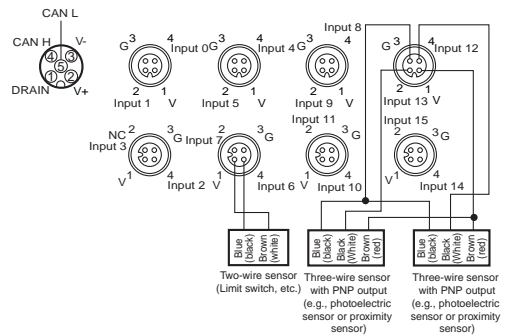 CAN L
CAN H
V-
4
3
5
1
2
DRAIN
V+
3
4
G
Input 0
2
1
Input 1
V
3
4
G
Input 4
2
1
Input 5
V
3
4
G
Input 8
2
1
Input 9
V
3
4
G
Input 12
2
1
Input 13
V
NC
2
3
G
Input 3
1
V
4
Input 2
Input 7
2
3
G
1
V
4
Input 6
Input 11
2
3
G
1
V
4
Input 10
Input 15
2
3
G
1
V
4
Input 14
Blue
(black)
Brown
(white)
Blue
(black)
Black
(White)
Brown
(red)
Blue
(black)
Black
(White)
Brown
(red)
Two-wire sensor
(Limit switch, etc.)
Three-wire sensor
with PNP output
(e.g., photoelectric
sensor or proximity
sensor)
Three-wire sensor
with PNP output
(e.g., photoelectric
sensor or proximity
sensor)